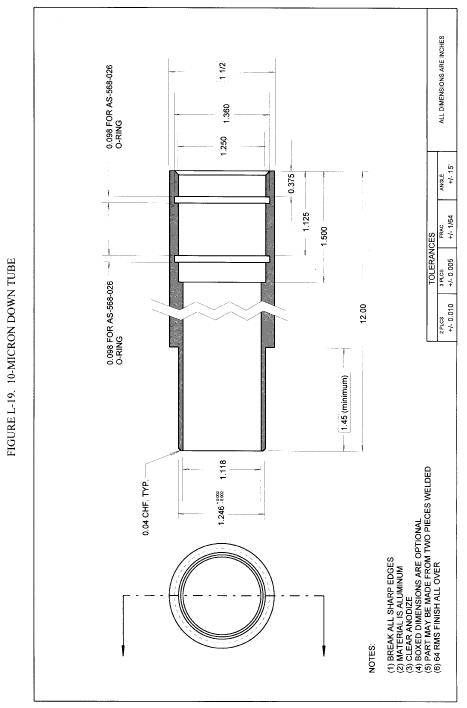 FIGURE L-19. 10-MICRON DOWN TUBE
0.098 FOR AS-568-026
O-RING
0.098 FOR AS-568-026
O-RING
1 1/2
1.360
1.250
0.375
1.125
1.500
12.00
1.45 (minimum)
0.04 CHF. TYP.
1.118
1.246 +0.002
-0.002
NOTES:
(1) BREAK ALL SHARP EDGES
(2) MATERIAL IS ALUMINUM
(3) CLEAR ANODIZE
(4) BOXED DIMENSIONS ARE OPTIONAL
(5) PART MAY BE MADE FROM TWO PIECES WELDED
(6) 64 RMS FINISH ALL OVER
TOLERANCES
2 PLCS 3 PLCS FRAC ANGLE
+/- 0.010 +/- 0.005 +/- 1/64 +/- 15'
ALL DIMENSIONS ARE INCHES